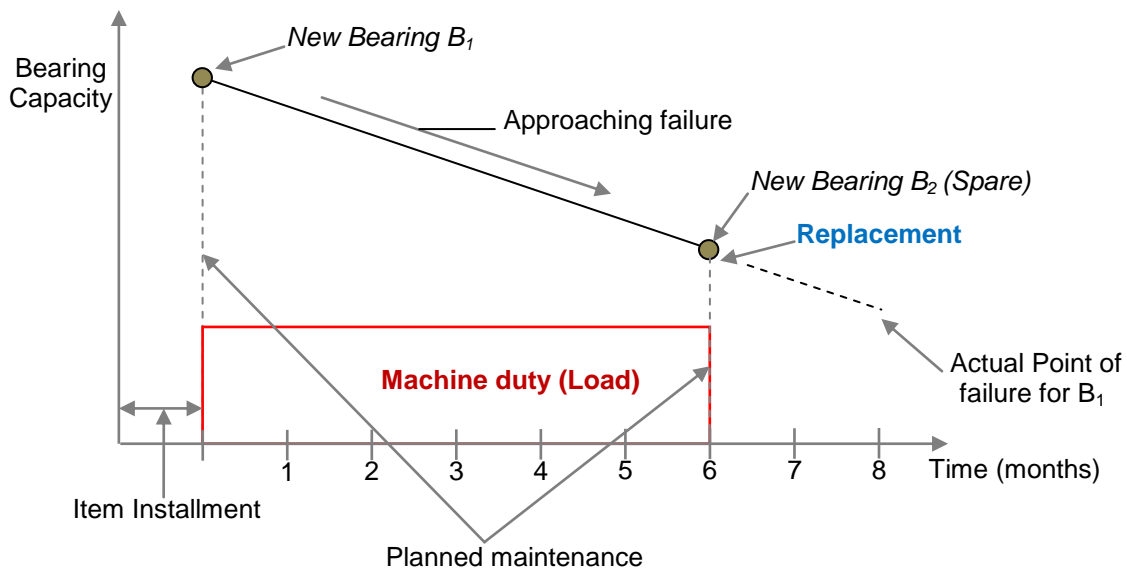 New Bearing B₁
Bearing
Capacity
Approaching failure
New Bearing B₂ (Spare)
Replacement
Machine duty (Load)
Actual Point of
failure for B₁
1 2 3 4 5 6 7 8 Time (months)
Item Installment
Planned maintenance